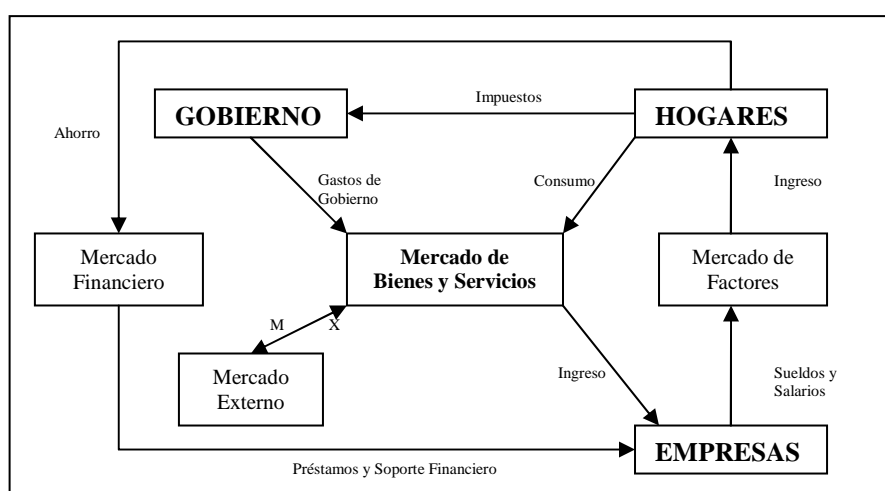 Impuestos
GOBIERNO
HOGARES
Ahorro
Gastos de
Gobierno
Consumo
Ingreso
Mercado
Financiero
Mercado de
Bienes y Servicios
Mercado de
Factores
M
X
Mercado
Externo
Ingreso
Sueldos y
Salarios
EMPRESAS
Préstamos y Soporte Financiero